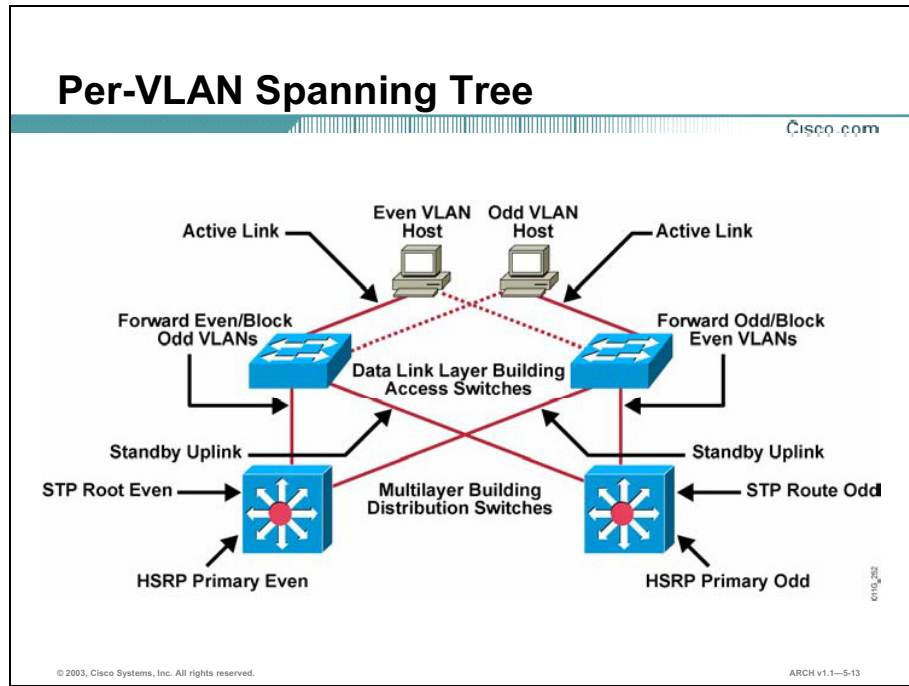 Per-VLAN Spanning Tree
Cisco.com
Even VLAN
Host
Odd VLAN
Host
Active Link
Active Link
Forward Even/Block
Odd VLANs
Forward Odd/Block
Even VLANs
Data Link Layer Building
Access Switches
Standby Uplink
Standby Uplink
STP Root Even
Multilayer Building
Distribution Switches
STP Route Odd
HSRP Primary Even
HSRP Primary Odd
© 2003, Cisco Systems, Inc. All rights reserved.
ARCH v1.1—5-13